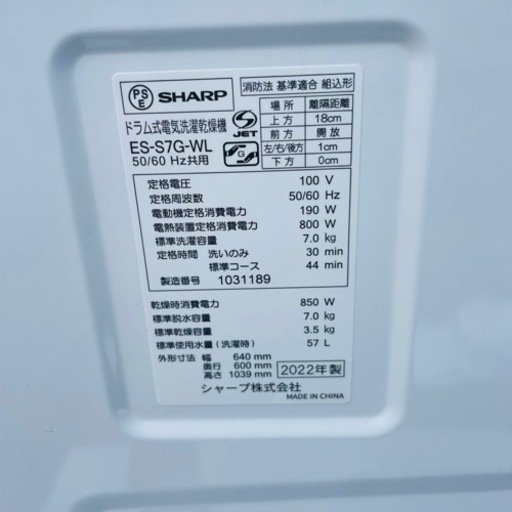 PS E SHARP
ドラム式電気洗濯乾燥機
ES-S7G-WL
50/60 Hz共用
S JET
消防法 基準適合 組込形
場所 離隔距離
上方 18cm
前方 開放
左/右/後方 1cm
下方 0cm
定格電圧 100 V
定格周波数 50/60 Hz
電動機定格消費電力 190 W
電熱装置定格消費電力 800 W
標準洗濯容量 7.0 kg
定格時間 洗いのみ 30 min
標準コース 44 min
製造番号 1031189
乾燥時消費電力 850 W
標準脱水容量 7.0 kg
標準乾燥容量 3.5 kg
標準使用水量(洗濯時) 57 L
外形寸法 幅 640 mm
奥行 600 mm
高さ 1039 mm
2022年製
シャープ株式会社
MADE IN CHINA